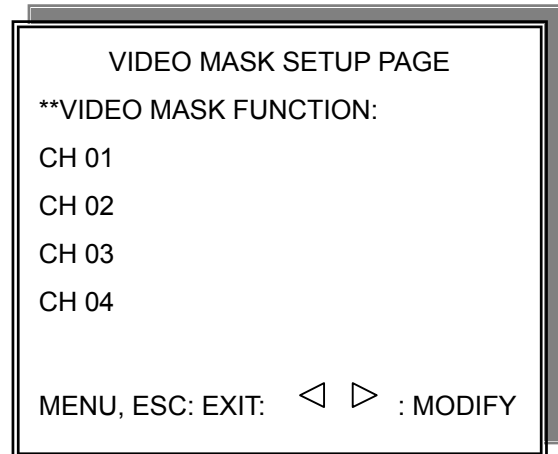 VIDEO MASK SETUP PAGE
**VIDEO MASK FUNCTION:
CH 01
CH 02
CH 03
CH 04
MENU, ESC: EXIT: ◁ ▷ : MODIFY